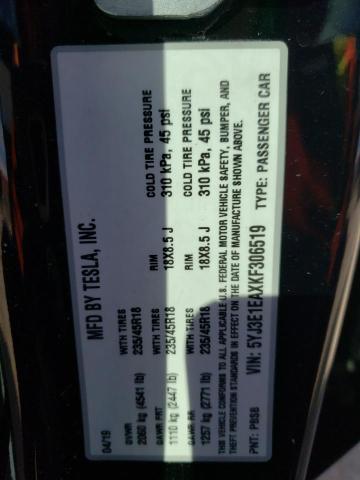 MFD BY TESLA, INC.
04/19
GVWR
2060 kg (4541 lb)
WITH TIRES
235/45R18
RIM
18X8.5 J
COLD TIRE PRESSURE
310 kPa, 45 psi
GAWR FRT
1110 kg (2447 lb)
WITH TIRES
235/45R18
RIM
18X8.5 J
COLD TIRE PRESSURE
310 kPa, 45 psi
GAWR RR
1257 kg (2771 lb)
THIS VEHICLE CONFORMS TO ALL APPLICABLE U.S. FEDERAL MOTOR VEHICLE SAFETY, BUMPER, AND
THEFT PREVENTION STANDARDS IN EFFECT ON THE DATE OF MANUFACTURE SHOWN ABOVE.
VIN: 5YJ3E1EAXKF306519
TYPE: PASSENGER CAR
PNT: PBSB